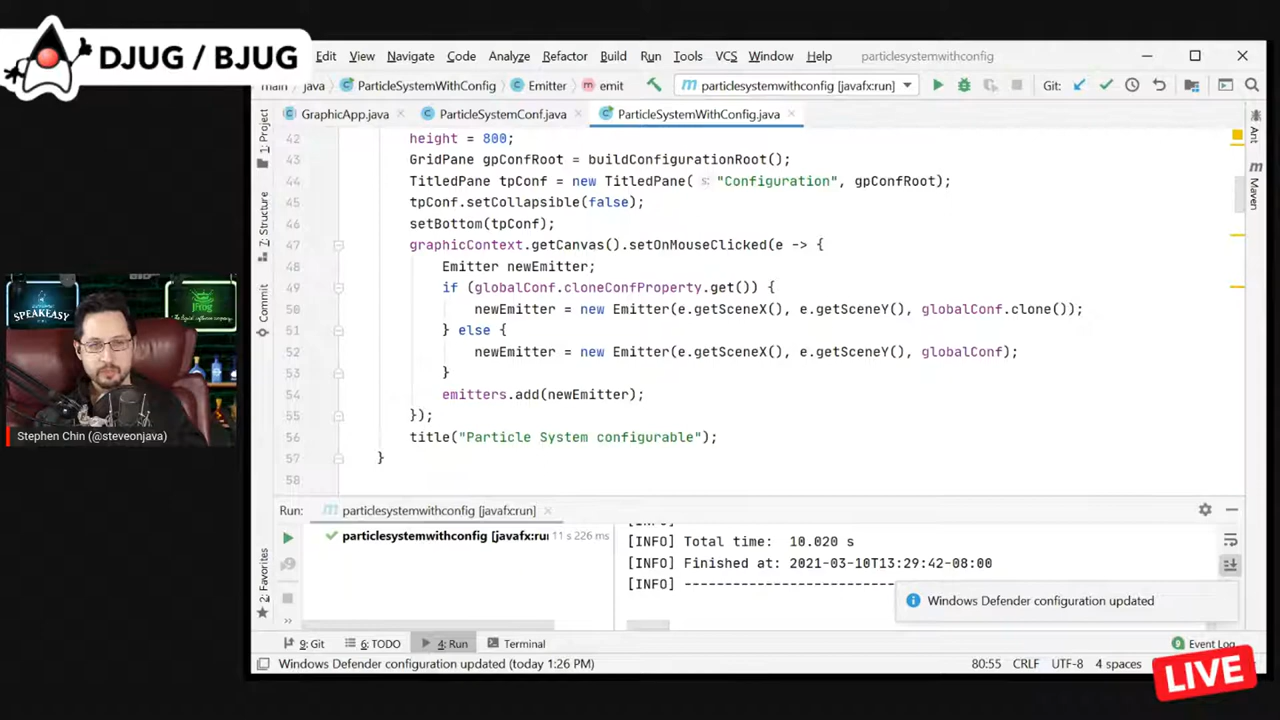 DJUG / BJUG
Edit View Navigate Code Analyze Refactor Build Run Tools VCS Window Help particlesystemwithconfig
main java ParticleSystemWithConfig Emitter emit particlesystemwithconfig [javafx:run] Git:
GraphicApp.java ParticleSystemConf.java ParticleSystemWithConfig.java
42 height = 800;
43 GridPane gpConfRoot = buildConfigurationRoot();
44 TitledPane tpConf = new TitledPane( s: "Configuration", gpConfRoot);
45 tpConf.setCollapsible(false);
46 setBottom(tpConf);
47 graphicContext.getCanvas().setOnMouseClicked(e -> {
48 Emitter newEmitter;
49 if (globalConf.cloneConfProperty.get()) {
50 newEmitter = new Emitter(e.getSceneX(), e.getSceneY(), globalConf.clone());
51 } else {
52 newEmitter = new Emitter(e.getSceneX(), e.getSceneY(), globalConf);
53 }
54 emitters.add(newEmitter);
55 });
56 title("Particle System configurable");
57 }
58
1: Project
7: Structure
Commit
2: Favorites
Ant
Maven
SPEAKEASY
JFrog
Stephen Chin (@steveonjava)
Run: particlesystemwithconfig [javafx:run]
particlesystemwithconfig [javafx:rur 11 s 226 ms
[INFO] Total time:  10.020 s
[INFO] Finished at: 2021-03-10T13:29:42-08:00
[INFO] ----------------------------
Windows Defender configuration updated
9: Git 6: TODO 4: Run Terminal Event Log
Windows Defender configuration updated (today 1:26 PM) 80:55 CRLF UTF-8 4 spaces
LIVE